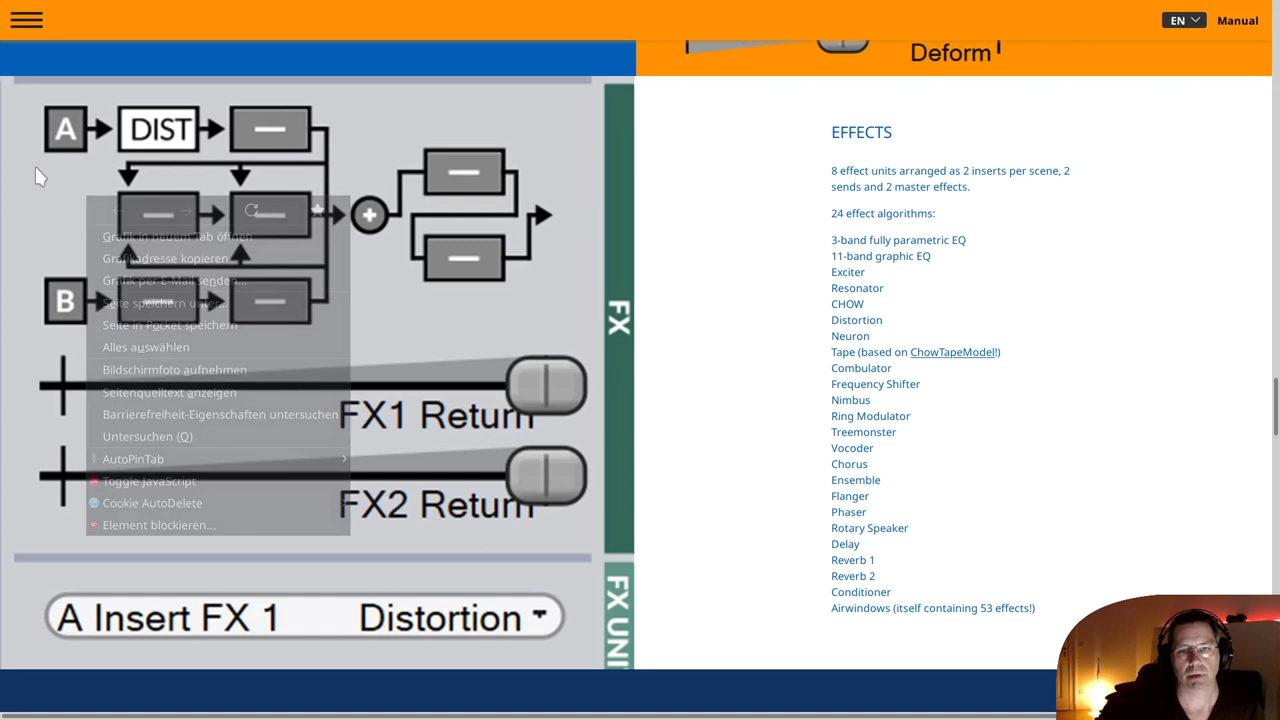 EN
Manual
Deform
A
DIST
B
FX
FX1 Return
FX2 Return
Grafik in neuem Tab öffnen
Grafikadresse kopieren
Grafik per E-Mail senden...
Seite speichern unter...
Seite in Pocket speichern
Alles auswählen
Bildschirmfoto aufnehmen
Seitenquelltext anzeigen
Barrierefreiheit-Eigenschaften untersuchen
Untersuchen (Q)
AutoPinTab
Toggle JavaScript
Cookie AutoDelete
Element blockieren...
A Insert FX 1 Distortion
FX UNI
EFFECTS
8 effect units arranged as 2 inserts per scene, 2
sends and 2 master effects.
24 effect algorithms:
3-band fully parametric EQ
11-band graphic EQ
Exciter
Resonator
CHOW
Distortion
Neuron
Tape (based on ChowTapeModel!)
Combulator
Frequency Shifter
Nimbus
Ring Modulator
Treemonster
Vocoder
Chorus
Ensemble
Flanger
Phaser
Rotary Speaker
Delay
Reverb 1
Reverb 2
Conditioner
Airwindows (itself containing 53 effects!)